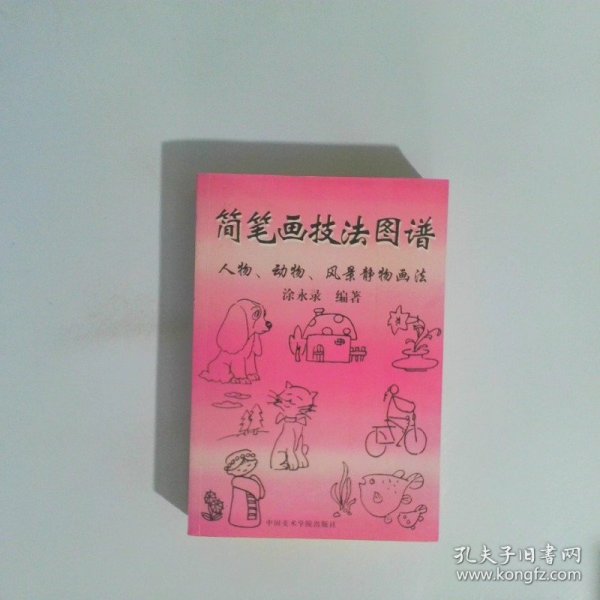 简笔画技法图谱
人物、动物、风景静物画法
涂永录 编著
中国美术学院出版社
孔夫子旧书网
www.kongfz.com